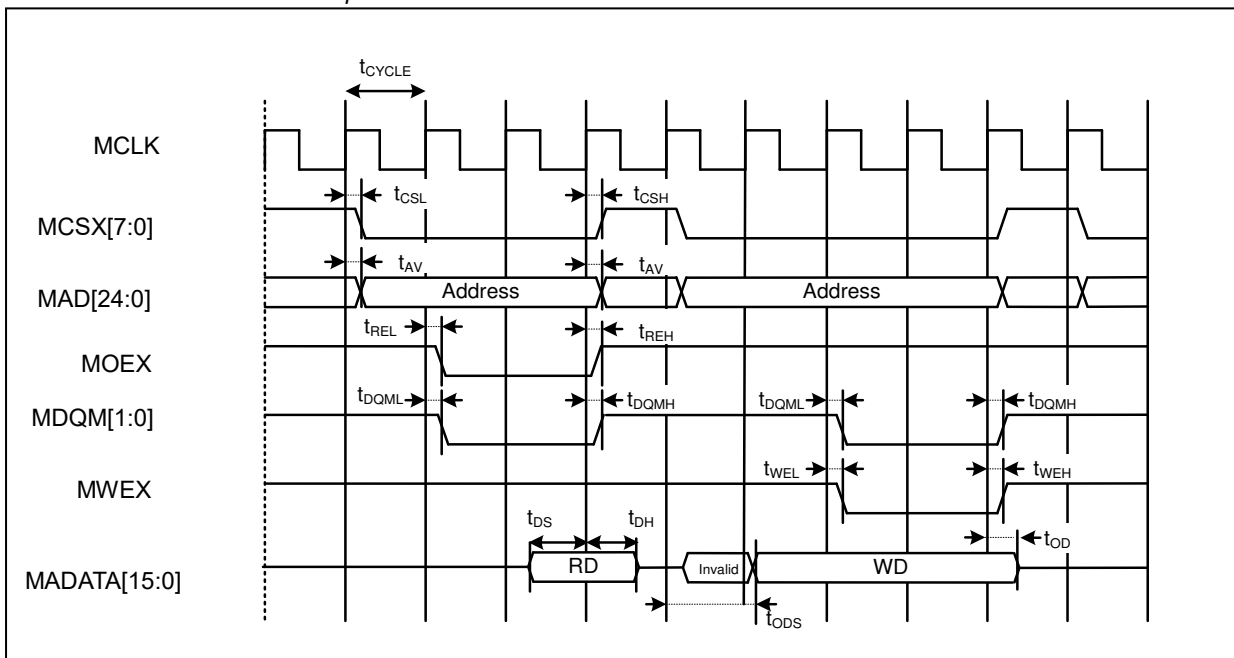 tCYCLE
MCLK
tCSL tCSH
MCSX[7:0]
tAV tAV
MAD[24:0] Address Address
tREL tREH
MOEX
tDQML tDQMH tDQML tDQMH
MDQM[1:0]
tWEL tWEH
MWEX
tDS tDH
tOD
MADATA[15:0] RD Invalid WD
tODS